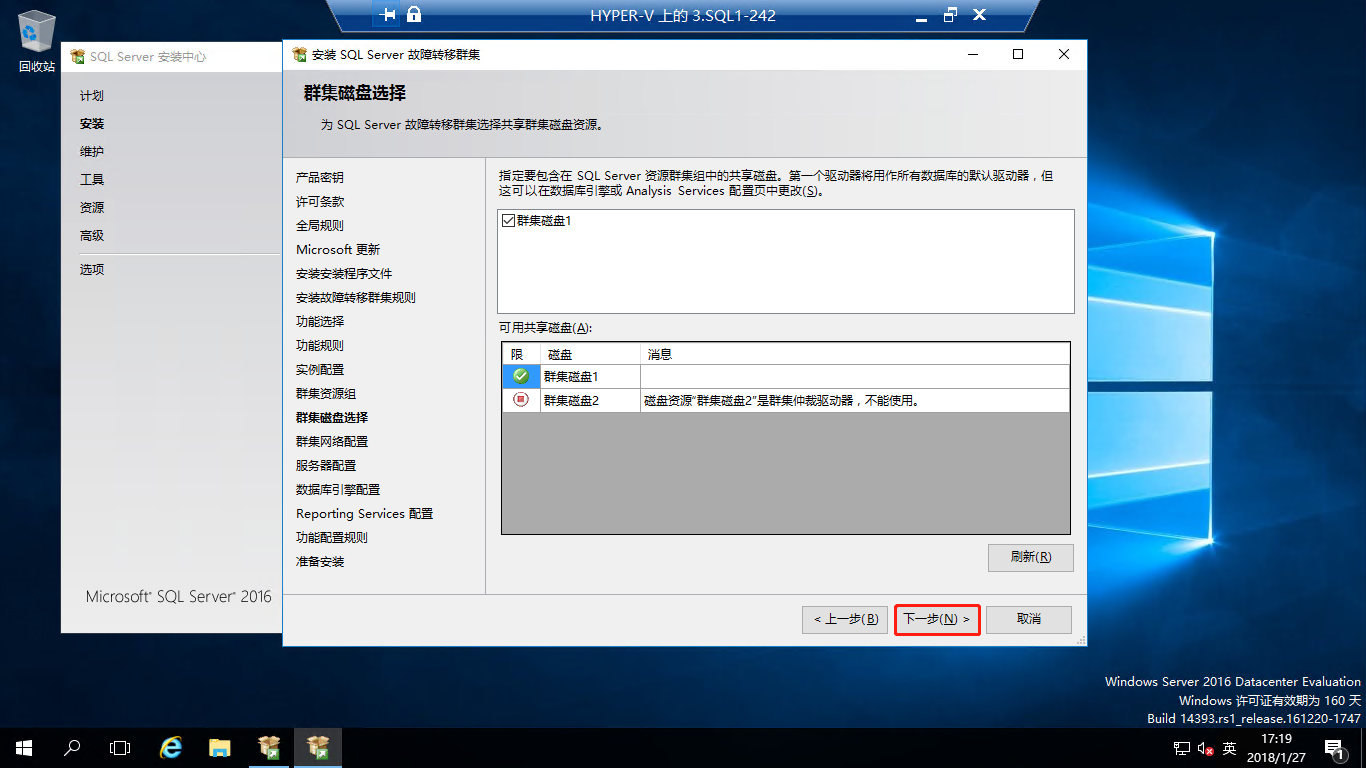 HYPER-V 上的 3.SQL1-242
回收站
SQL Server 安装中心
计划
安装
维护
工具
资源
高级
选项
Microsoft® SQL Server® 2016
安装 SQL Server 故障转移群集
群集磁盘选择
为 SQL Server 故障转移群集选择共享群集磁盘资源。
产品密钥
许可条款
全局规则
Microsoft 更新
安装安装程序文件
安装故障转移群集规则
功能选择
功能规则
实例配置
群集资源组
群集磁盘选择
群集网络配置
服务器配置
数据库引擎配置
Reporting Services 配置
功能配置规则
准备安装
指定要包含在 SQL Server 资源群集组中的共享磁盘。第一个驱动器将用作所有数据库的默认驱动器，但
这可以在数据库引擎或 Analysis Services 配置页中更改(S)。
群集磁盘1
可用共享磁盘(A):
限 磁盘 消息
群集磁盘1
群集磁盘2 磁盘资源"群集磁盘2"是群集仲裁驱动器，不能使用。
刷新(R)
< 上一步(B) 下一步(N) > 取消
Windows Server 2016 Datacenter Evaluation
Windows 许可证有效期为 160 天
Build 14393.rs1_release.161220-1747
英
17:19
2018/1/27
1